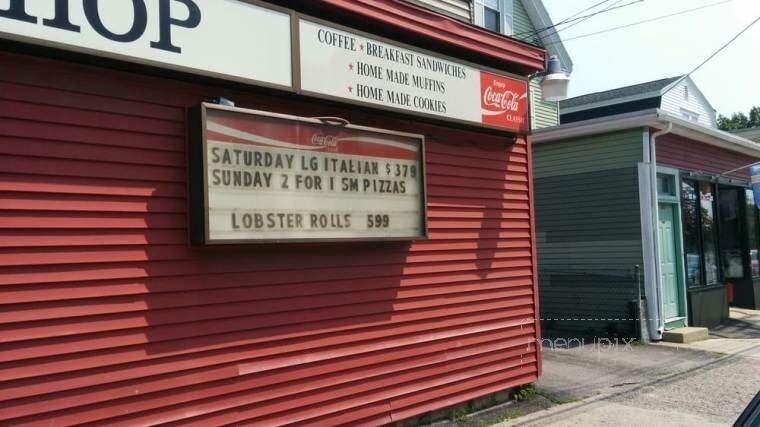 HOP
COFFEE ★ BREAKFAST SANDWICHES
★ HOME MADE MUFFINS
★ HOME MADE COOKIES
Enjoy
Coca-Cola
CLASSIC
Coca-Cola
SATURDAY LG ITALIAN $379
SUNDAY 2 FOR 1 SM PIZZAS
LOBSTER ROLLS 599
menupix